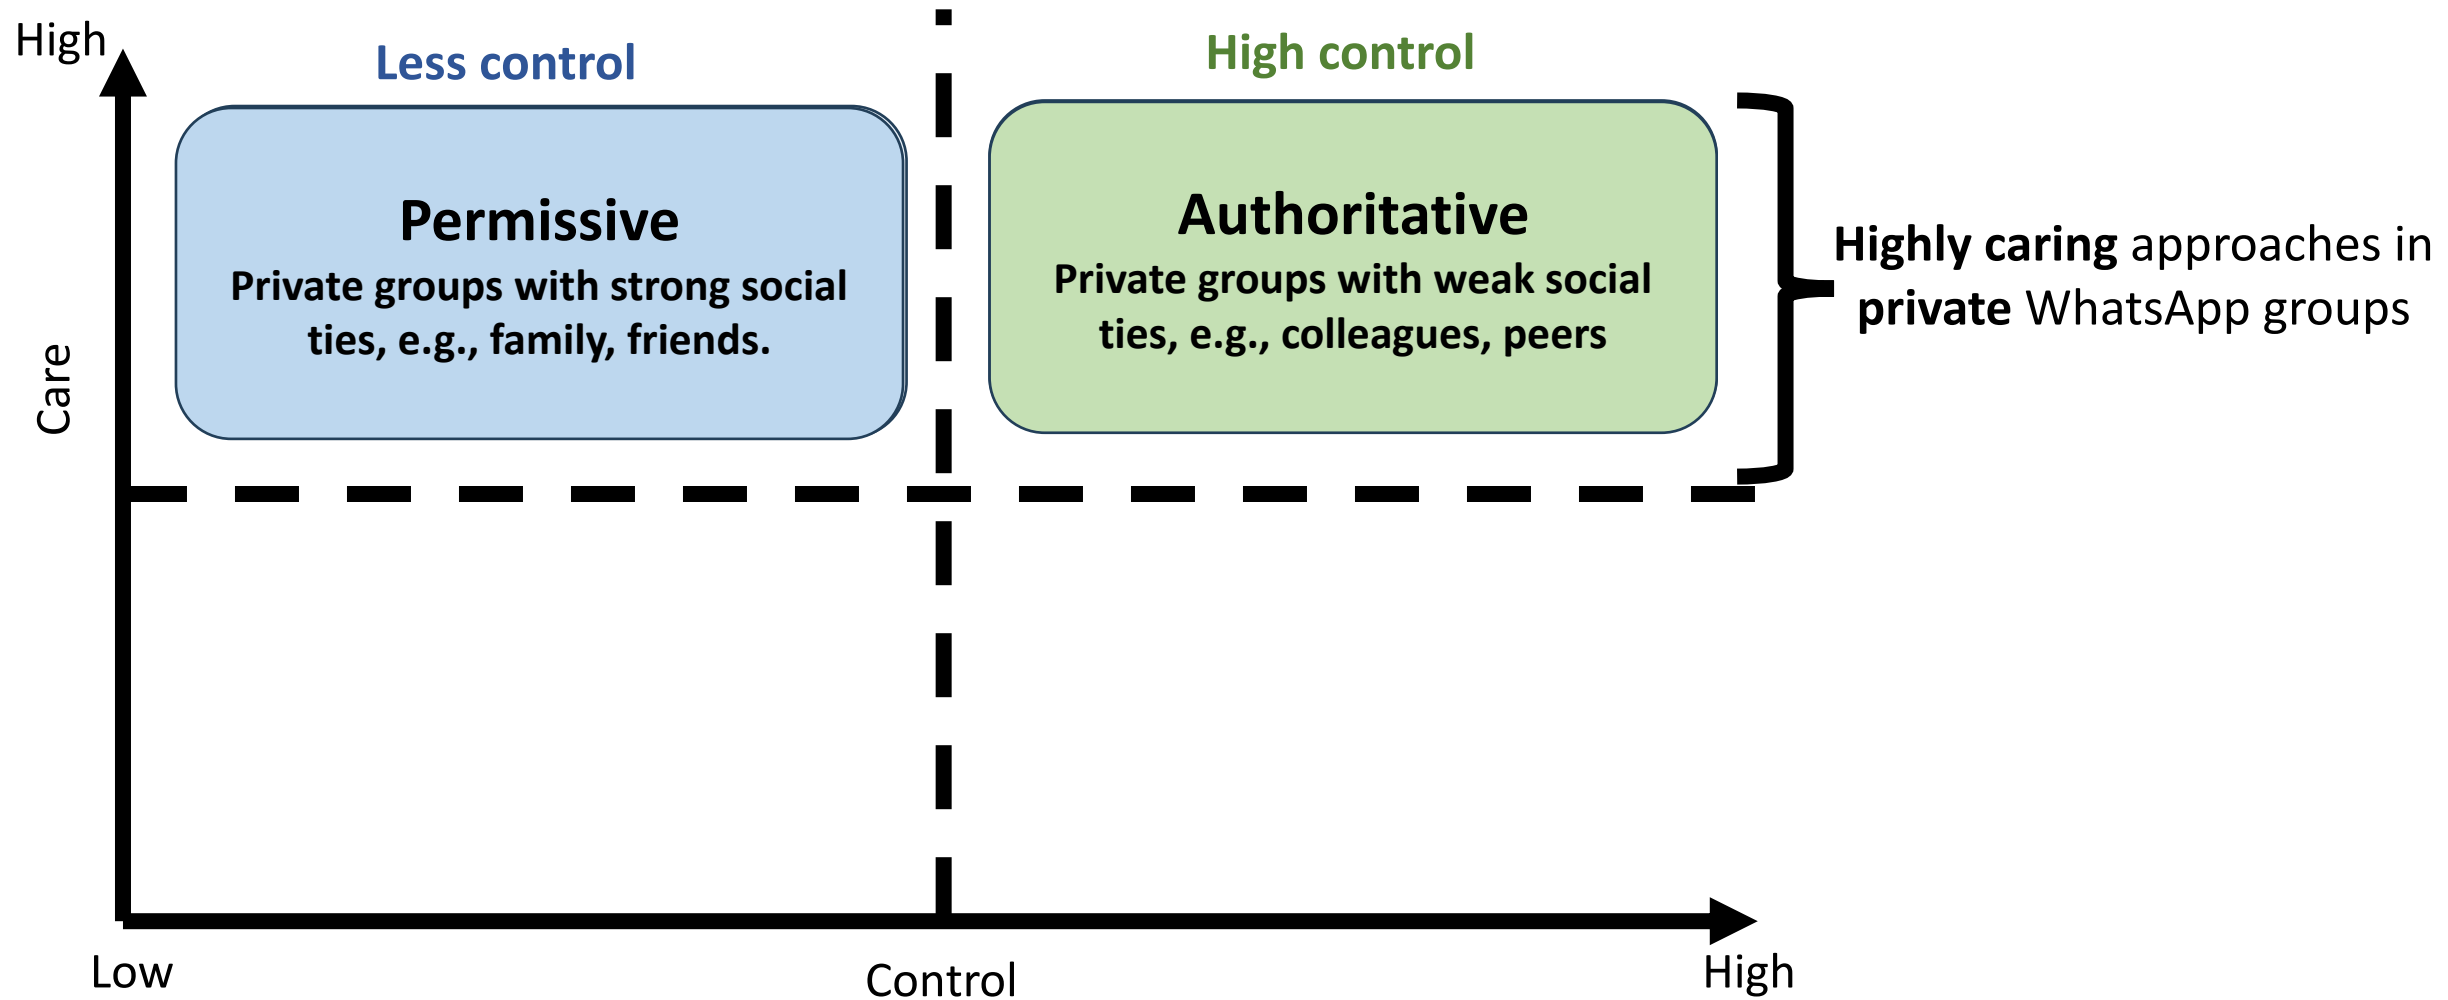 High
Less control
High control
Permissive
Private groups with strong social
ties, e.g., family, friends.
Authoritative
Private groups with weak social
ties, e.g., colleagues, peers
Highly caring approaches in
private WhatsApp groups
Care
Low
Control
High